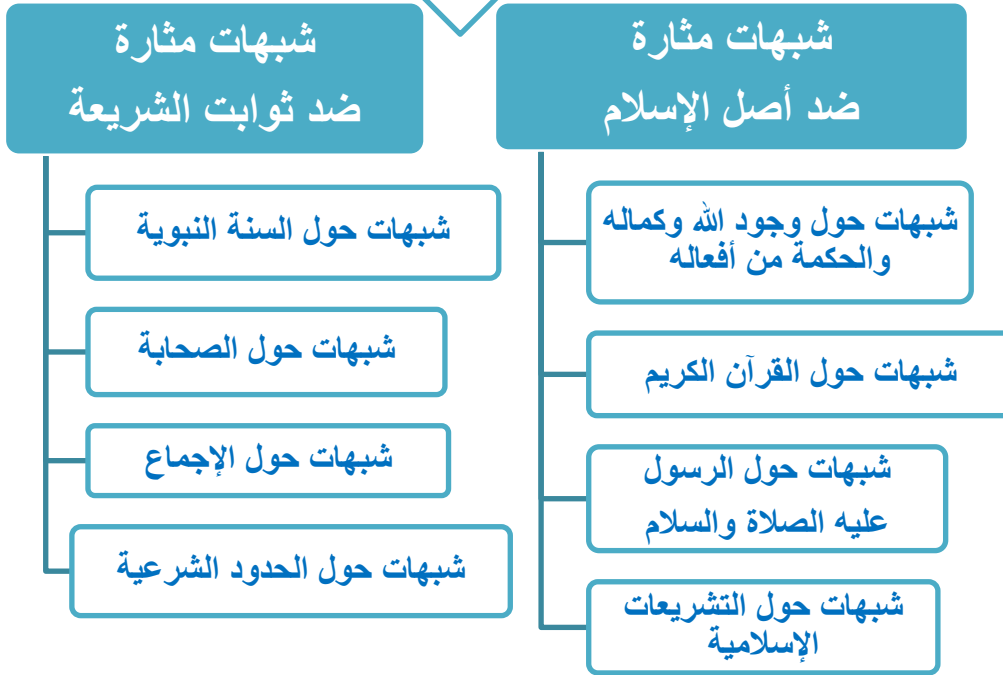 شبهات مثارة
ضد أصل الإسلام
شبهات حول وجود الله وكماله
والحكمة من أفعاله
شبهات حول القرآن الكريم
شبهات حول الرسول
عليه الصلاة والسلام
شبهات حول التشريعات
الإسلامية
شبهات مثارة
ضد ثوابت الشريعة
شبهات حول السنة النبوية
شبهات حول الصحابة
شبهات حول الإجماع
شبهات حول الحدود الشرعية